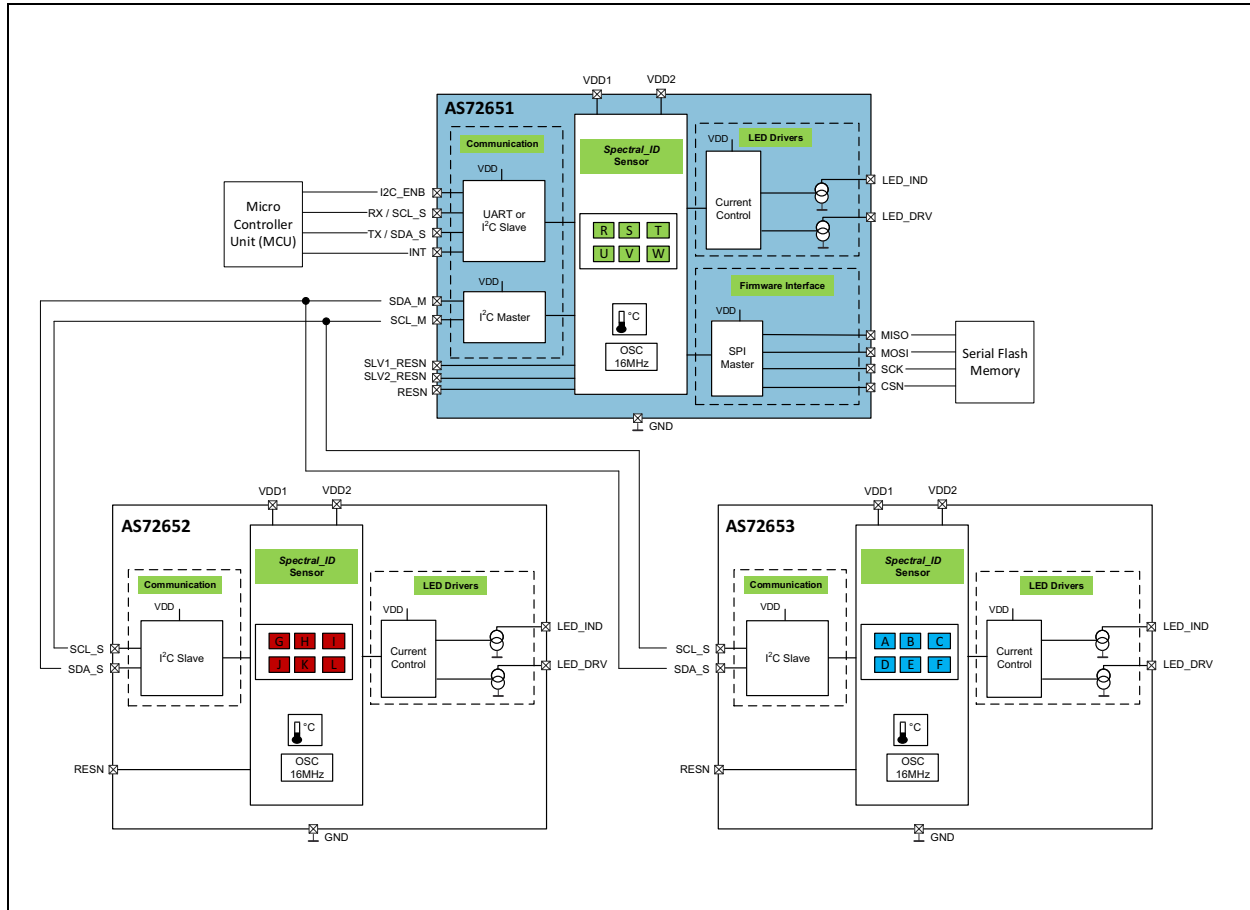 VDD1
VDD2
AS72651
Communication
VDD
UART or
I²C Slave
VDD
I²C Master
Spectral_ID
Sensor
R S T
U V W
°C
OSC
16MHz
LED Drivers
VDD
Current
Control
LED_IND
LED_DRV
Firmware Interface
VDD
SPI
Master
MISO
MOSI
SCK
CSN
Serial Flash
Memory
Micro
Controller
Unit (MCU)
I2C_ENB
RX / SCL_S
TX / SDA_S
INT
SDA_M
SCL_M
SLV1_RESN
SLV2_RESN
RESN
GND
VDD1
VDD2
AS72652
Communication
VDD
I²C Slave
Spectral_ID
Sensor
G H I
J K L
°C
OSC
16MHz
LED Drivers
VDD
Current
Control
LED_IND
LED_DRV
SCL_S
SDA_S
RESN
GND
VDD1
VDD2
AS72653
Communication
VDD
I²C Slave
Spectral_ID
Sensor
A B C
D E F
°C
OSC
16MHz
LED Drivers
VDD
Current
Control
LED_IND
LED_DRV
SCL_S
SDA_S
RESN
GND